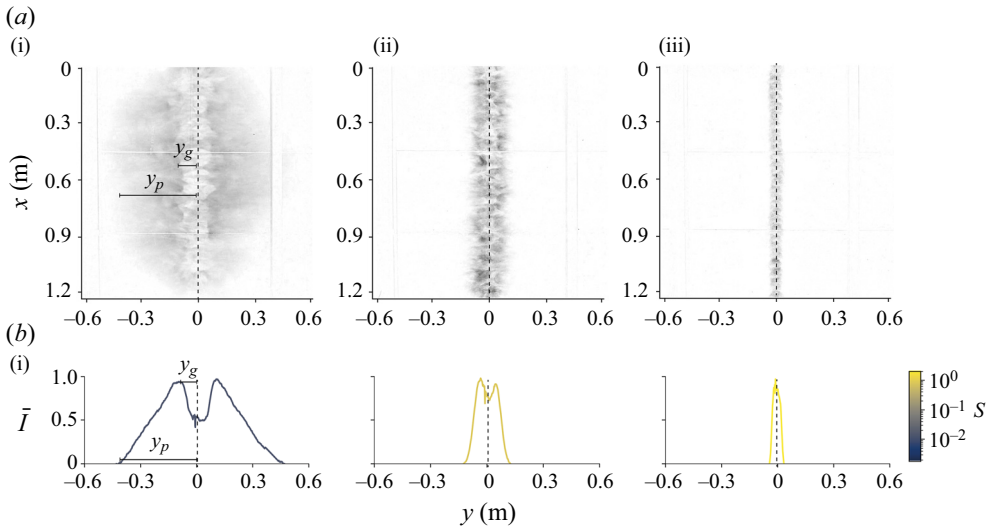 (a)
(i) (ii) (iii)
0 0 0
0.3 0.3 0.3
y_g
x (m) 0.6 0.6 0.6
y_p
0.9 0.9 0.9
1.2 1.2 1.2
–0.6 –0.3 0 0.3 0.6 –0.6 –0.3 0 0.3 0.6 –0.6 –0.3 0 0.3 0.6
(b)
(i)
y_g
1.0
10^0
Ī 0.5 10^{-1} S
y_p
10^{-2}
0
–0.6 –0.3 0 0.3 0.6 –0.6 –0.3 0 0.3 0.6 –0.6 –0.3 0 0.3 0.6
y (m)